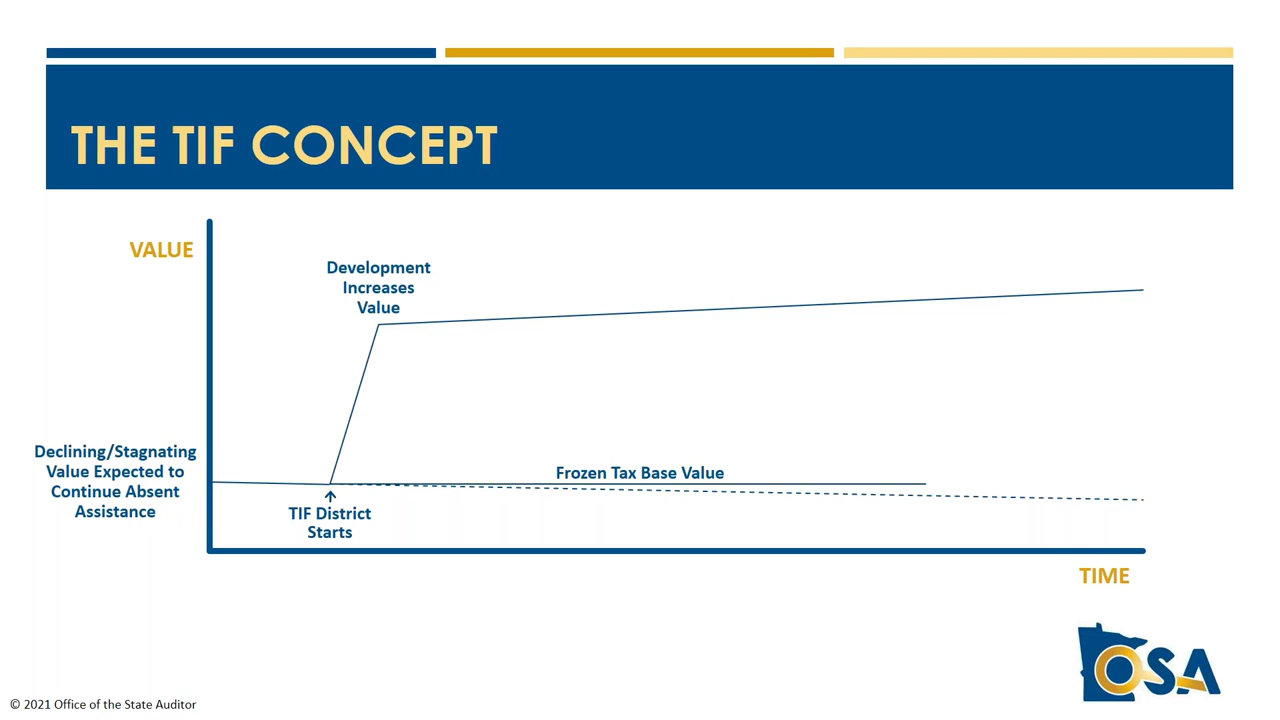 THE TIF CONCEPT
VALUE
Development
Increases
Value
Declining/Stagnating
Value Expected to
Continue Absent
Assistance
Frozen Tax Base Value
TIF District
Starts
TIME
OSA
© 2021 Office of the State Auditor